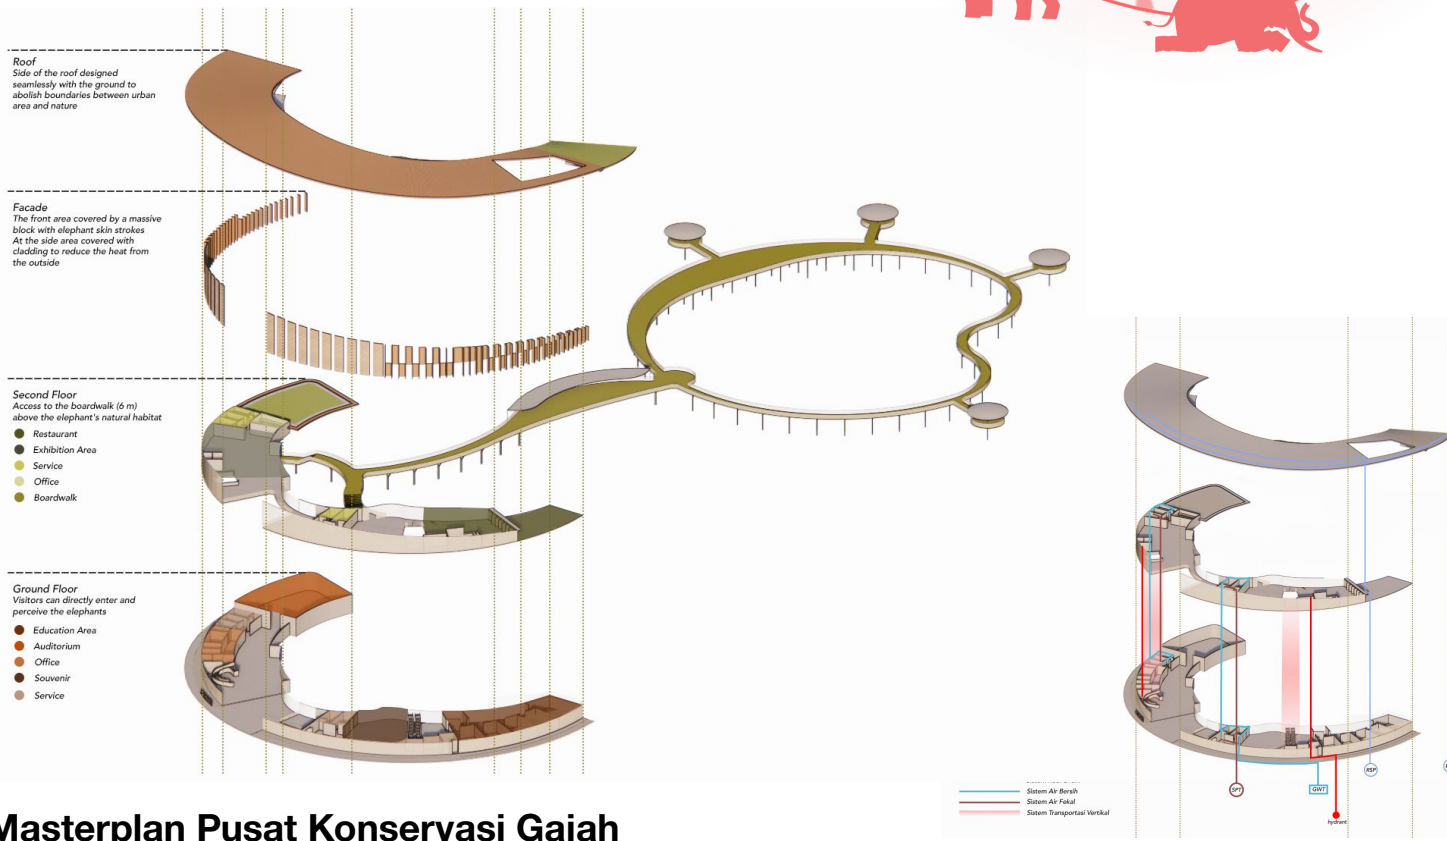 Roof
Side of the roof designed
seamlessly with the ground to
abolish boundaries between urban
area and nature
Facade
The front area covered by a massive
block with elephant skin strokes
At the side area covered with
cladding to reduce the heat from
the outside
Second Floor
Access to the boardwalk (6 m)
above the elephant's natural habitat
Restaurant
Exhibition Area
Service
Office
Boardwalk
Ground Floor
Visitors can directly enter and
perceive the elephants
Education Area
Auditorium
Office
Souvenir
Service
RSP
SPT
GWT
hydrant
Sistem Air Bersih
Sistem Air Fekal
Sistem Transportasi Vertikal
Masterplan Pusat Konservasi Gajah